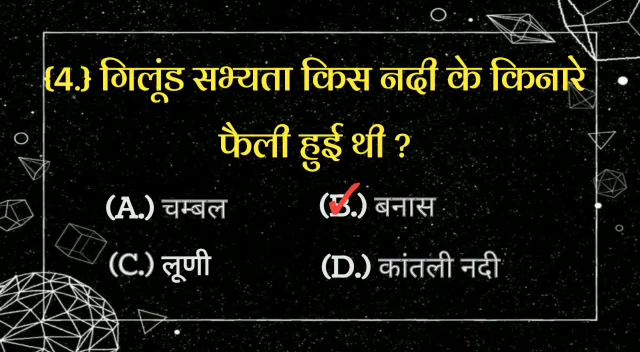 {4.} गिलूंड सभ्यता किस नदी के किनारे
फैली हुई थी ?
(A.) चम्बल (B.) बनास
(C.) लूणी (D.) कांतली नदी